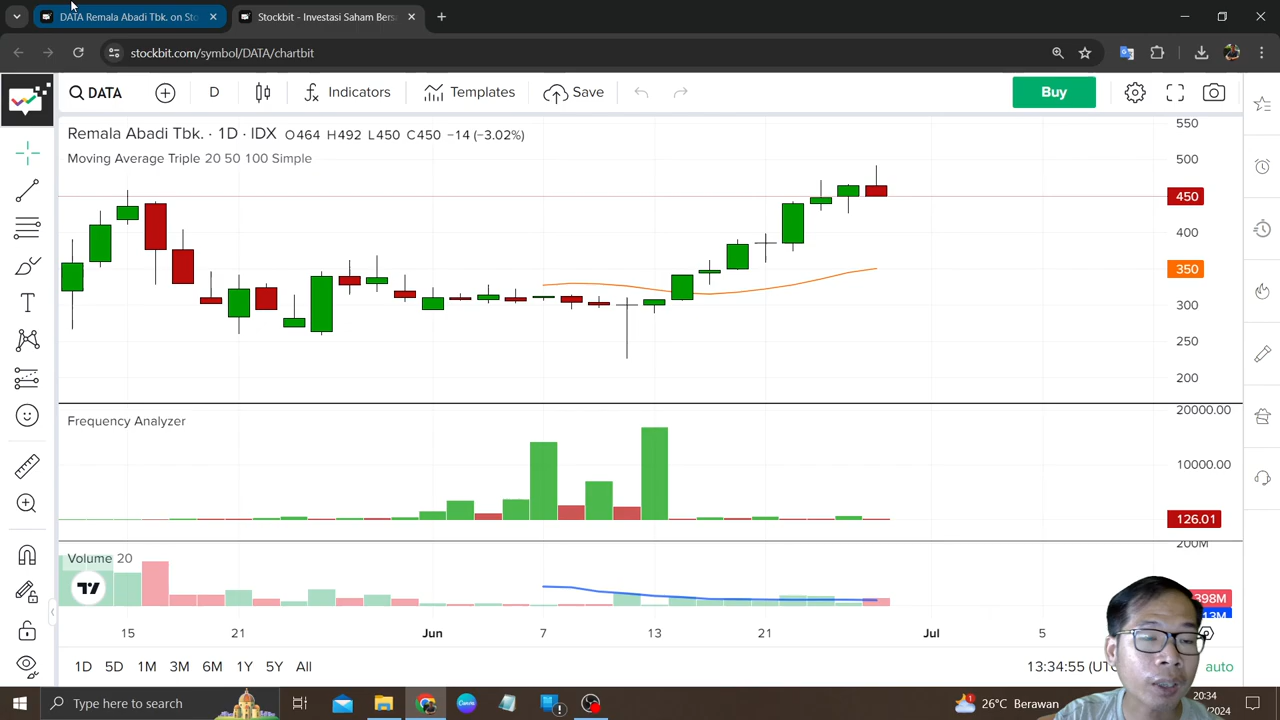 DATA Remala Abadi Tbk. on Sto
Stockbit - Investasi Saham Bers
stockbit.com/symbol/DATA/chartbit
DATA
D
Indicators
Templates
Save
Buy
Remala Abadi Tbk. · 1D · IDX O464 H492 L450 C450 −14 (−3.02%)
Moving Average Triple 20 50 100 Simple
550
500
450
400
350
300
250
200
Frequency Analyzer
20000.00
10000.00
126.01
Volume 20
200M
398M
13M
15
21
Jun
7
13
21
Jul
5
1D 5D 1M 3M 6M 1Y 5Y All
13:34:55 (UT
auto
Type here to search
26°C Berawan
20:34